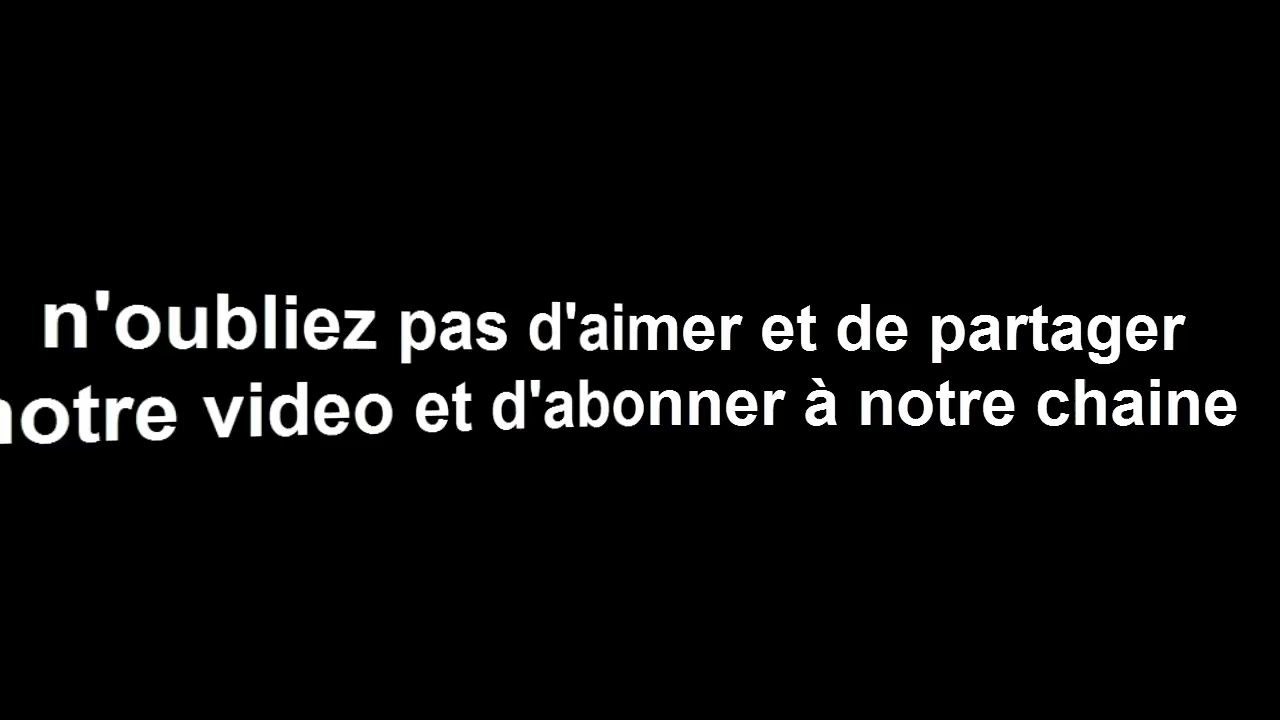 n'oubliez pas d'aimer et de partager
notre video et d'abonner à notre chaine